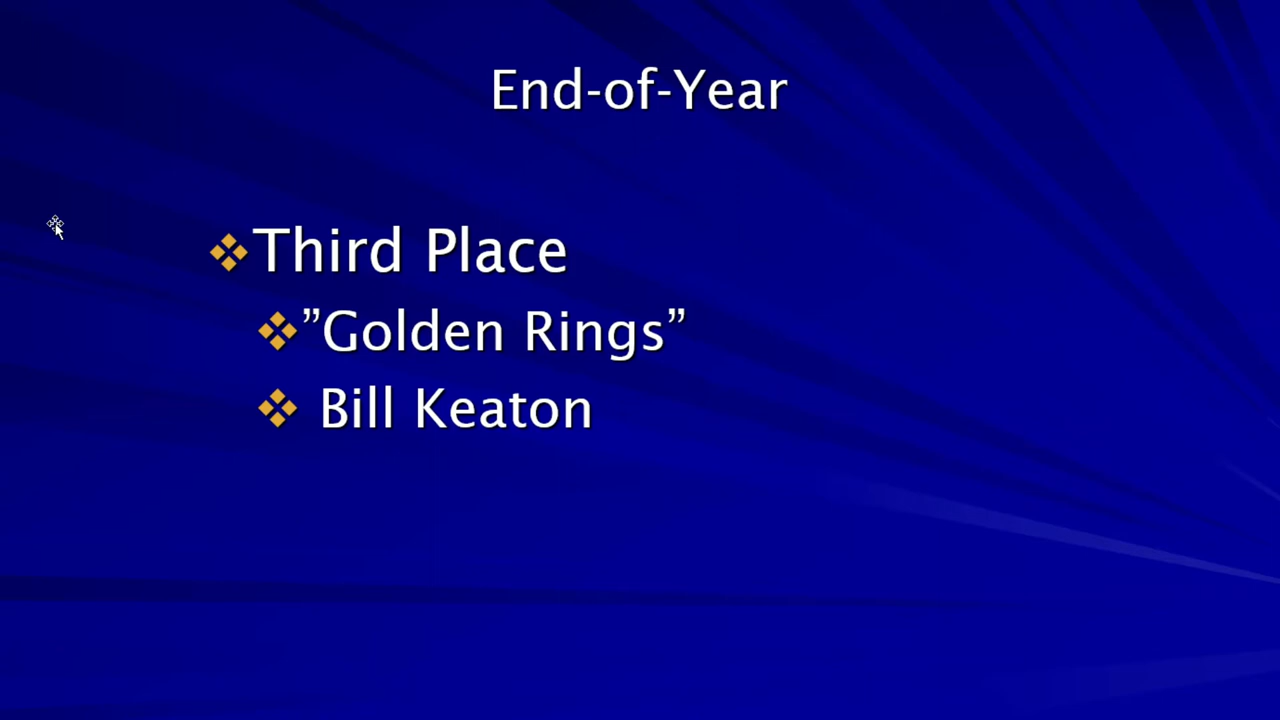 End-of-Year
❖Third Place
❖”Golden Rings”
❖ Bill Keaton